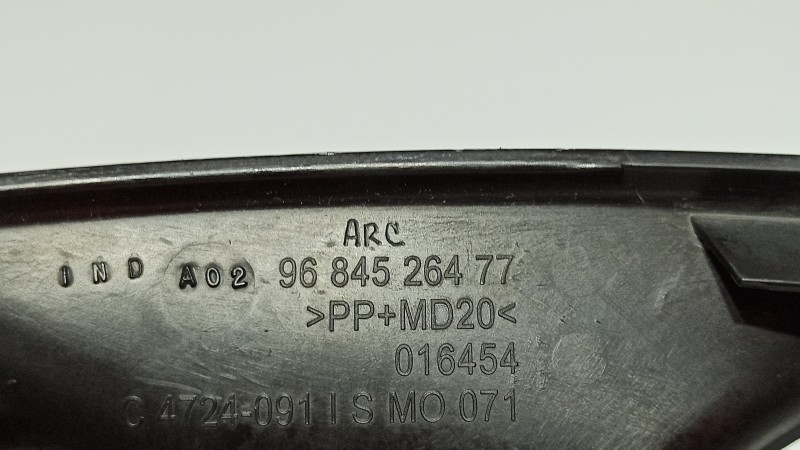 ARC
IND A02 96 845 264 77
>PP+MD20<
016454
C 4724-091 I S MO 071